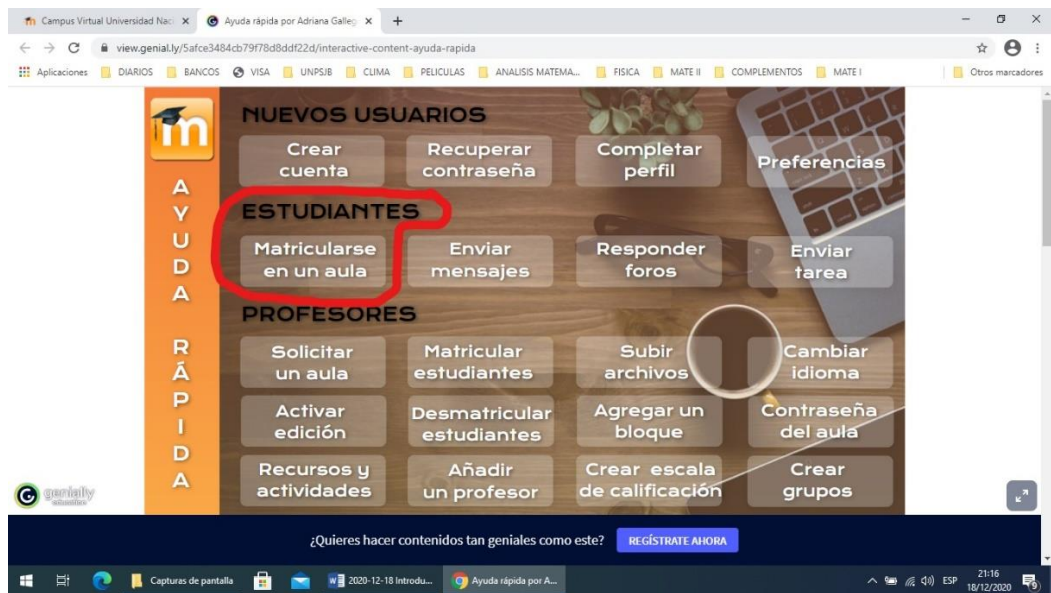 Campus Virtual Universidad Naci
Ayuda rápida por Adriana Galleg
view.genial.ly/5afce3484cb79f78d8ddf22d/interactive-content-ayuda-rapida
Aplicaciones DIARIOS BANCOS VISA UNPSJB CLIMA PELICULAS ANALISIS MATEMA... FISICA MATE II COMPLEMENTOS MATE I Otros marcadores
m
AYUDA RÁPIDA
NUEVOS USUARIOS
Crear cuenta
Recuperar contraseña
Completar perfil
Preferencias
ESTUDIANTES
Matricularse en un aula
Enviar mensajes
Responder foros
Enviar tarea
PROFESORES
Solicitar un aula
Matricular estudiantes
Subir archivos
Cambiar idioma
Activar edición
Desmatricular estudiantes
Agregar un bloque
Contraseña del aula
Recursos y actividades
Añadir un profesor
Crear escala de calificación
Crear grupos
genially
¿Quieres hacer contenidos tan geniales como este? REGÍSTRATE AHORA
Capturas de pantalla
2020-12-18 Introdu...
Ayuda rápida por A...
ESP
21:16
18/12/2020